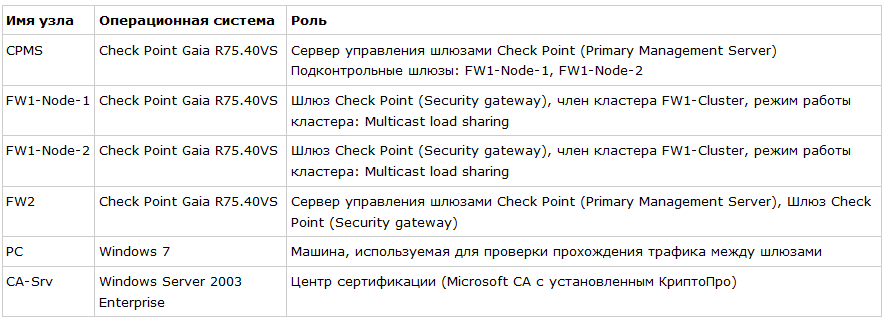 Имя узла Операционная система Роль
CPMS Check Point Gaia R75.40VS Сервер управления шлюзами Check Point (Primary Management Server)
Подконтрольные шлюзы: FW1-Node-1, FW1-Node-2
FW1-Node-1 Check Point Gaia R75.40VS Шлюз Check Point (Security gateway), член кластера FW1-Cluster, режим работы
кластера: Multicast load sharing
FW1-Node-2 Check Point Gaia R75.40VS Шлюз Check Point (Security gateway), член кластера FW1-Cluster, режим работы
кластера: Multicast load sharing
FW2 Check Point Gaia R75.40VS Сервер управления шлюзами Check Point (Primary Management Server), Шлюз Check
Point (Security gateway)
PC Windows 7 Машина, используемая для проверки прохождения трафика между шлюзами
CA-Srv Windows Server 2003 Центр сертификации (Microsoft CA с установленным КриптоПро)
Enterprise